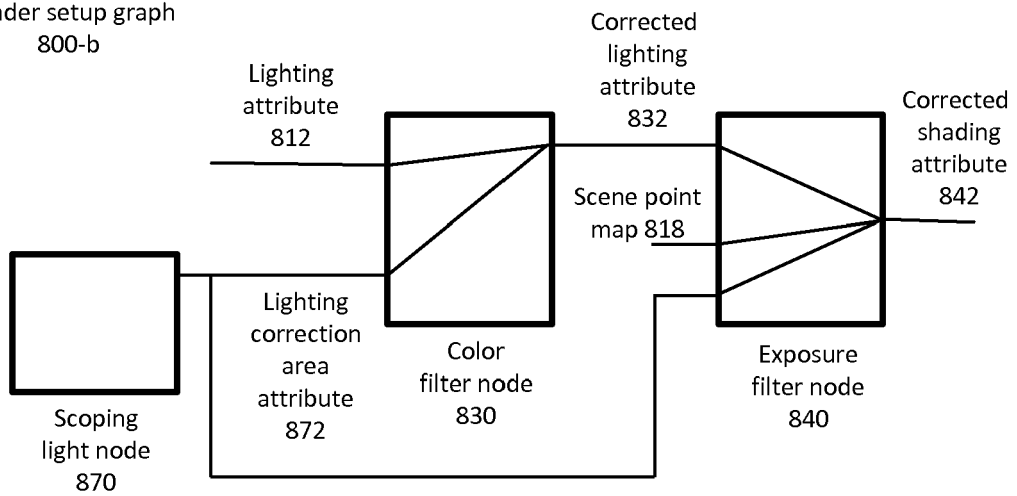 setup graph
800-b
Lighting
attribute
812
Corrected
lighting
attribute
832
Corrected
shading
attribute
842
Scene point
map 818
Lighting
correction
area
attribute
872
Color
filter node
830
Exposure
filter node
840
Scoping
light node
870